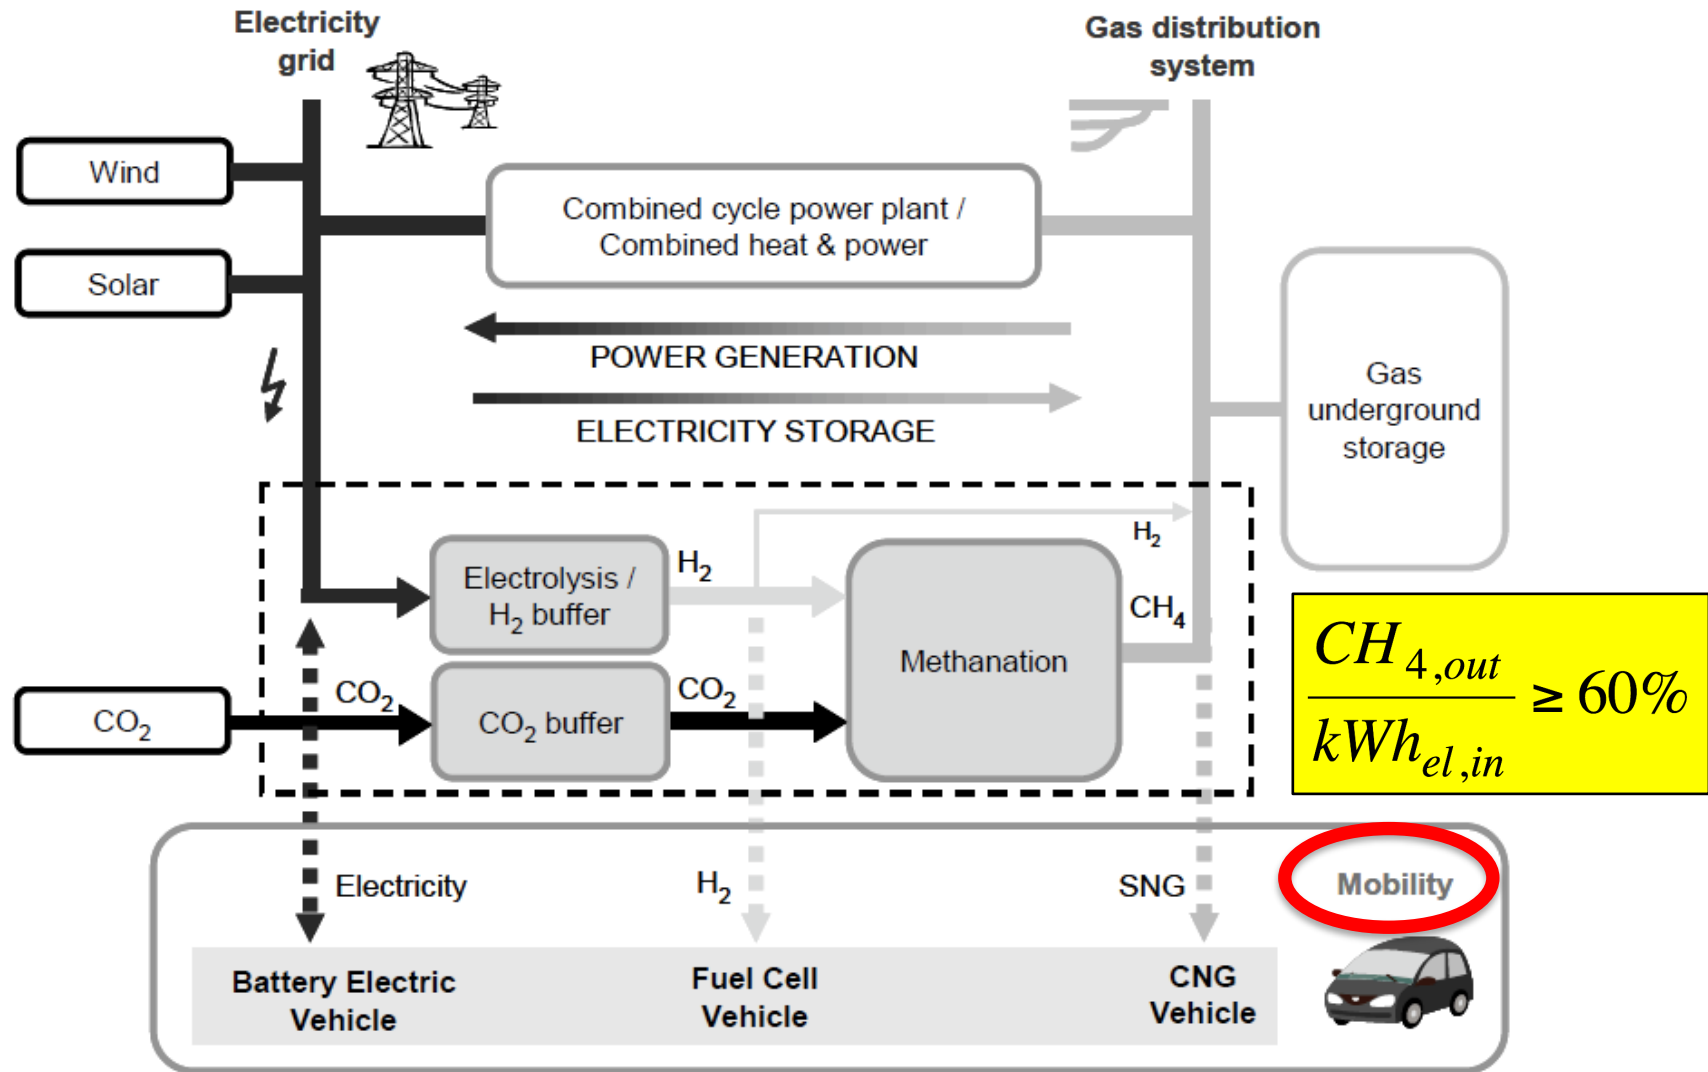 Electricity
grid
Gas distribution
system
Wind
Combined cycle power plant /
Combined heat & power
Solar
POWER GENERATION
ELECTRICITY STORAGE
Gas
underground
storage
Electrolysis /
H₂ buffer
H₂
H₂
CH₄
Methanation
CO₂
CO₂
CO₂ buffer
CO₂
CH₄,out
kWhₑₗ,ᵢₙ
≥ 60%
Electricity
H₂
SNG
Mobility
Battery Electric
Vehicle
Fuel Cell
Vehicle
CNG
Vehicle